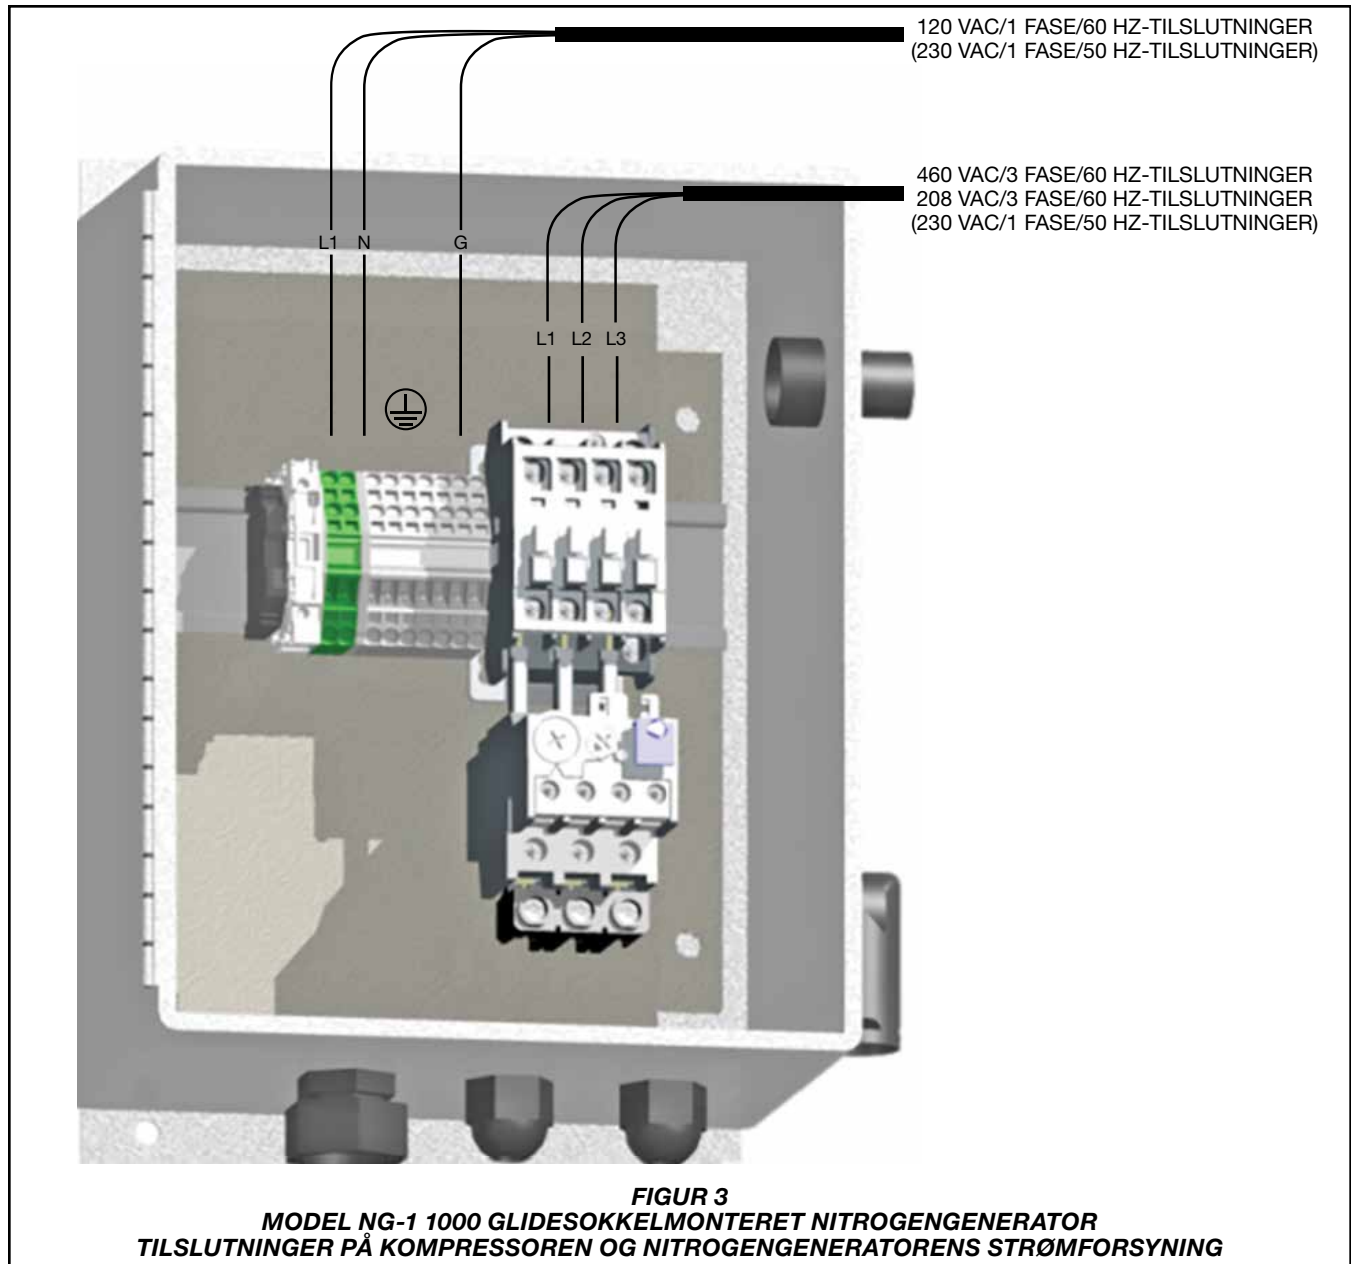 120 VAC/1 FASE/60 HZ-TILSLUTNINGER
(230 VAC/1 FASE/50 HZ-TILSLUTNINGER)
460 VAC/3 FASE/60 HZ-TILSLUTNINGER
208 VAC/3 FASE/60 HZ-TILSLUTNINGER
(230 VAC/1 FASE/50 HZ-TILSLUTNINGER)
L1 N G
L1 L2 L3
FIGUR 3
MODEL NG-1 1000 GLIDESOKKELMONTERET NITROGENGENERATOR
TILSLUTNINGER PÅ KOMPRESSOREN OG NITROGENGENERATORENS STRØMFORSYNING